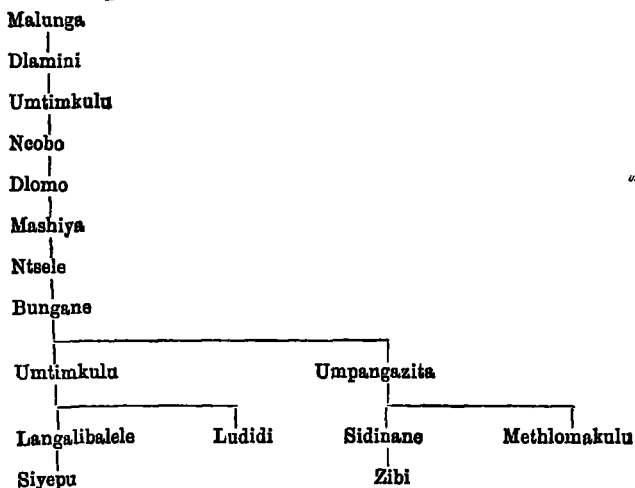 Malunga
Dlamini
Umtimkulu
Ncobo
Dlomo
Mashiya
Ntsele
Bungane
Umtimkulu Umpangazita
Langalibalele Ludidi Sidinane Methlomakulu
Siyepu Zibi